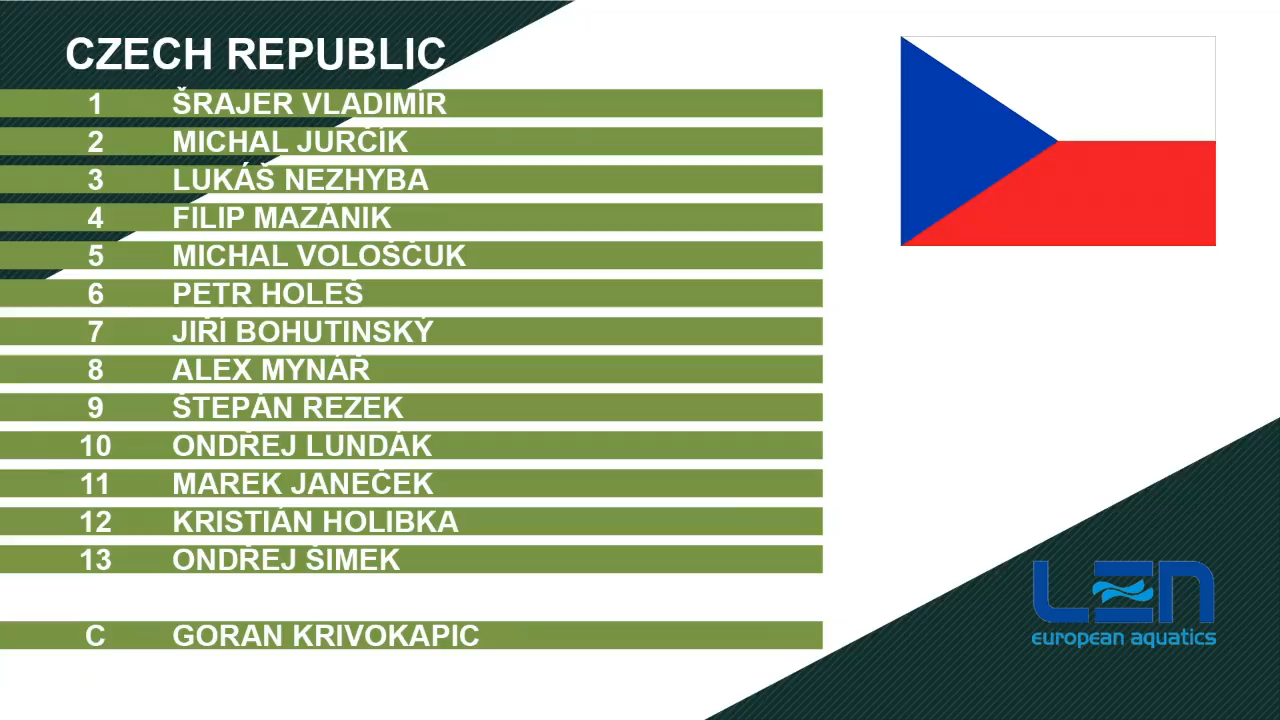 CZECH REPUBLIC
1 ŠRAJER VLADIMÍR
2 MICHAL JURČÍK
3 LUKÁŠ NEZHYBA
4 FILIP MAZÁNIK
5 MICHAL VOLOŠČUK
6 PETR HOLEŠ
7 JIŘÍ BOHUTINSKÝ
8 ALEX MYNÁŘ
9 ŠTEPÁN REZEK
10 ONDŘEJ LUNDÁK
11 MAREK JANEČEK
12 KRISTIÁN HOLIBKA
13 ONDŘEJ ŠIMEK
C GORAN KRIVOKAPIC
LEN
european aquatics